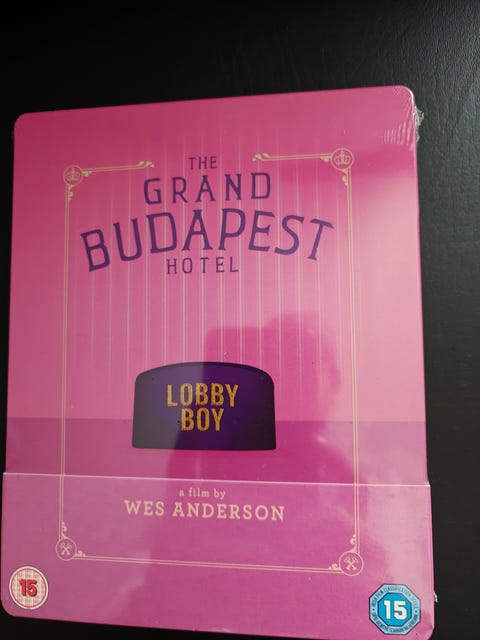 THE
GRAND
BUDAPEST
HOTEL
LOBBY
BOY
a film by
WES ANDERSON
15
15